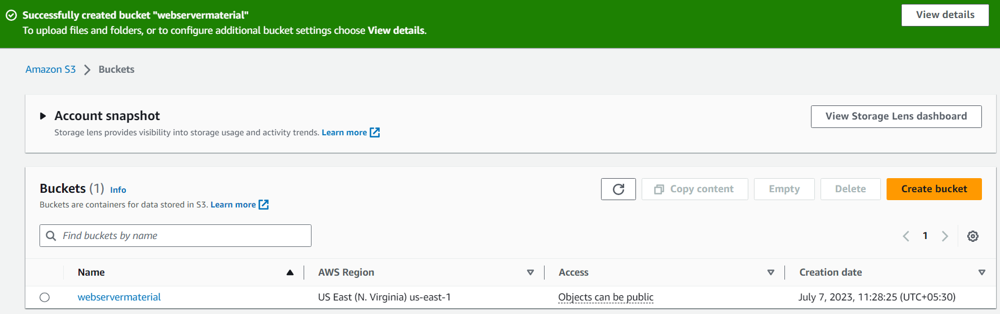 Successfully created bucket "webservermaterial"
View details
To upload files and folders, or to configure additional bucket settings choose View details.
Amazon S3 Buckets
Account snapshot
View Storage Lens dashboard
Storage lens provides visibility into storage usage and activity trends. Learn more
Buckets (1) Info
Copy content Empty Delete Create bucket
Buckets are containers for data stored in S3. Learn more
Find buckets by name
1
Name AWS Region Access Creation date
webservermaterial US East (N. Virginia) us-east-1 Objects can be public July 7, 2023, 11:28:25 (UTC+05:30)